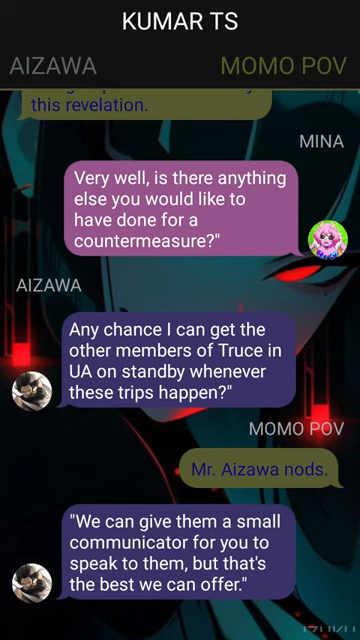 KUMAR TS
AIZAWA
MOMO POV
this revelation.
MINA
Very well, is there anything
else you would like to
have done for a
countermeasure?"
AIZAWA
Any chance I can get the
other members of Truce in
UA on standby whenever
these trips happen?"
MOMO POV
Mr. Aizawa nods.
"We can give them a small
communicator for you to
speak to them, but that's
the best we can offer."
IZUKU